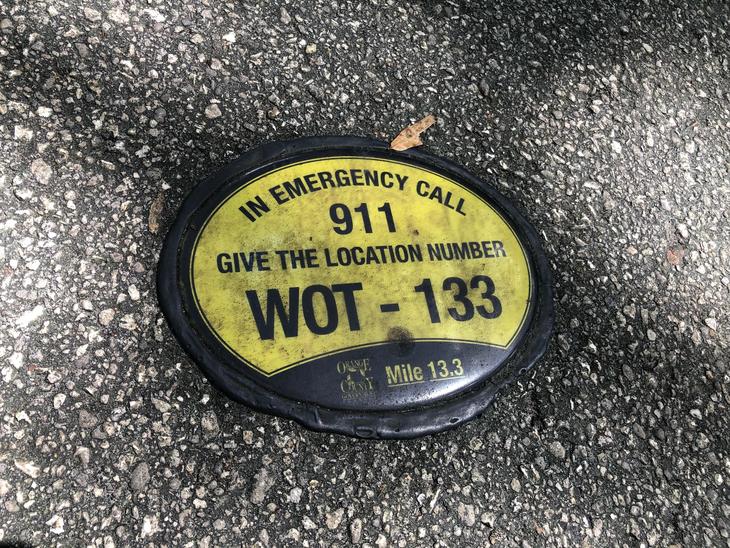 IN EMERGENCY CALL
911
GIVE THE LOCATION NUMBER
WOT - 133
ORANGE
COUNTY
Mile 13.3